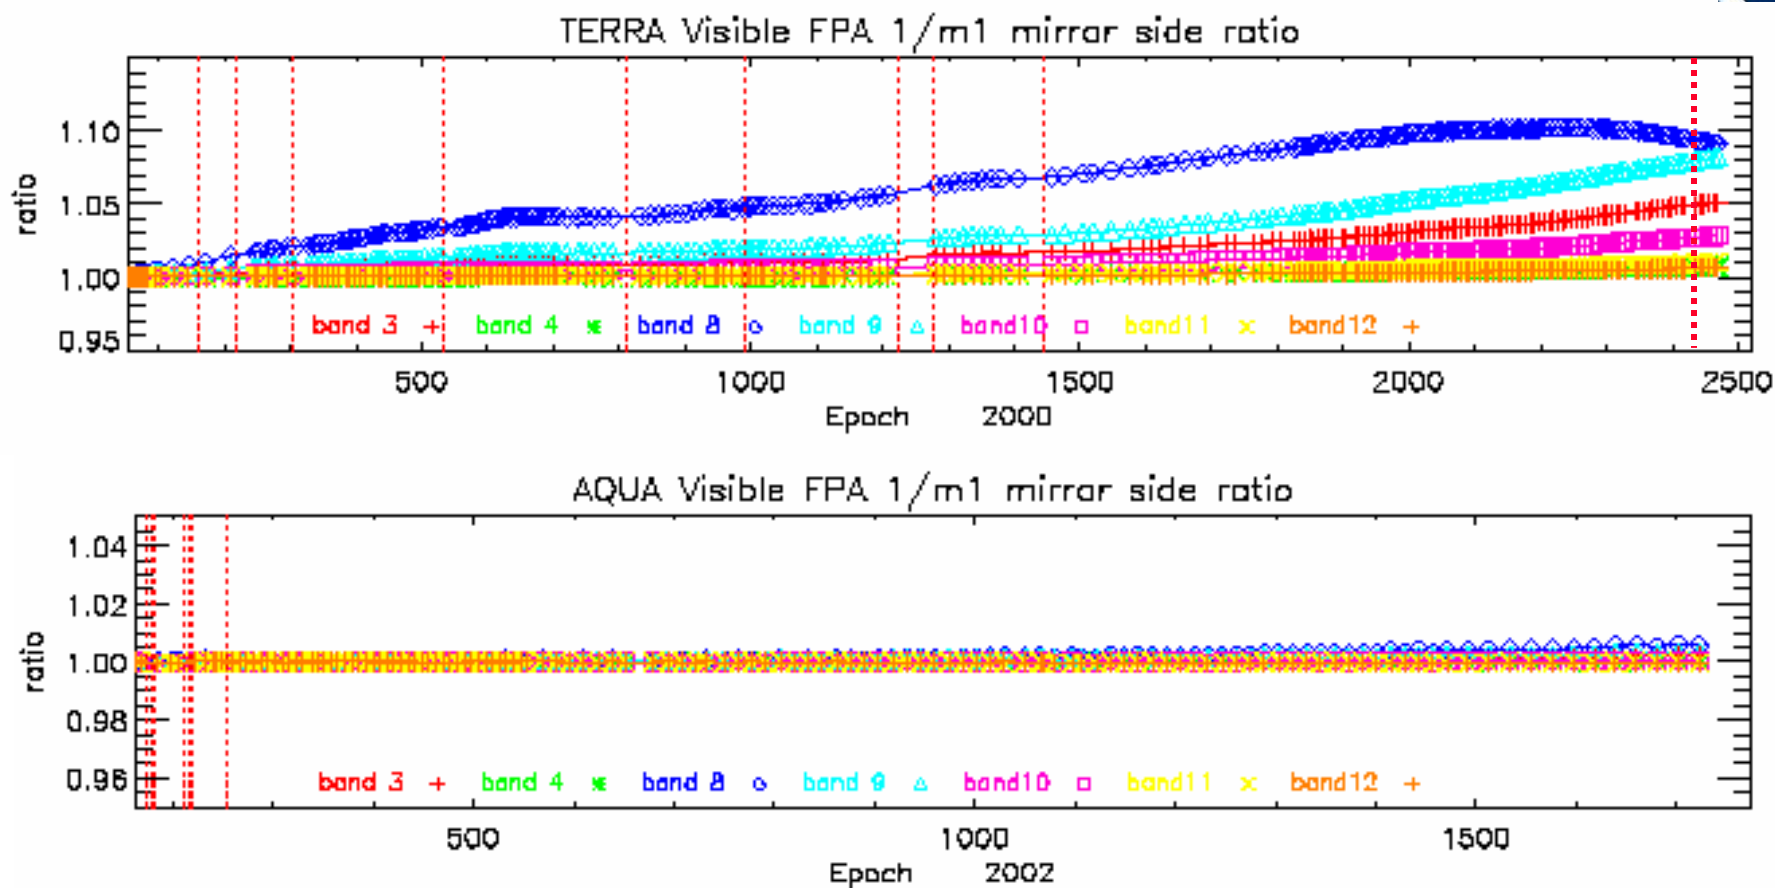 TERRA Visible FPA 1/m1 mirror side ratio
ratio
1.10
1.05
1.00
0.95
band 3 band 4 band 8 band 9 band10 band11 band12
500 1000 1500 2000 2500
Epoch 2000
AQUA Visible FPA 1/m1 mirror side ratio
ratio
1.04
1.02
1.00
0.98
0.96
band 3 band 4 band 8 band 9 band10 band11 band12
500 1000 1500
Epoch 2002